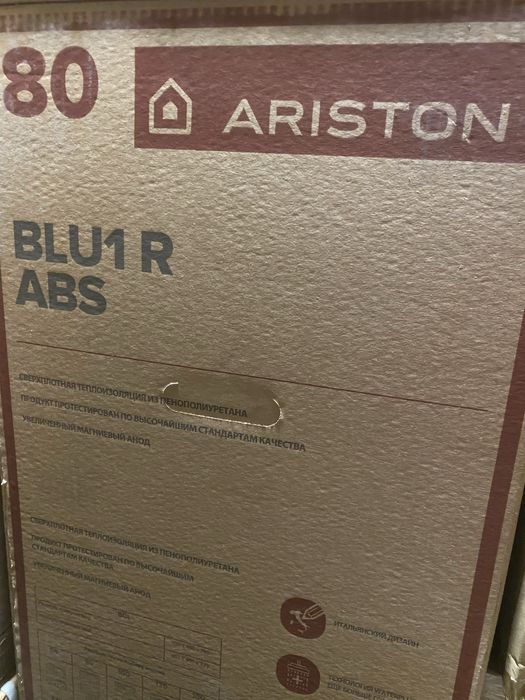 80
ARISTON
BLU1 R
ABS
СВЕРХПЛОТНАЯ ТЕПЛОИЗОЛЯЦИЯ ИЗ ПЕНОПОЛИУРЕТАНА
ПРОДУКТ ПРОТЕСТИРОВАН ПО ВЫСОЧАЙШИМ СТАНДАРТАМ КАЧЕСТВА
УВЕЛИЧЕННЫЙ МАГНИЕВЫЙ АНОД
СВЕРХПЛОТНАЯ ТЕПЛОИЗОЛЯЦИЯ ИЗ ПЕНОПОЛИУРЕТАНА
ПРОДУКТ ПРОТЕСТИРОВАН ПО ВЫСОЧАЙШИМ
СТАНДАРТАМ КАЧЕСТВА
УВЕЛИЧЕННЫЙ МАГНИЕВЫЙ АНОД
ИТАЛЬЯНСКИЙ ДИЗАЙН
ТЕХНОЛОГИЯ